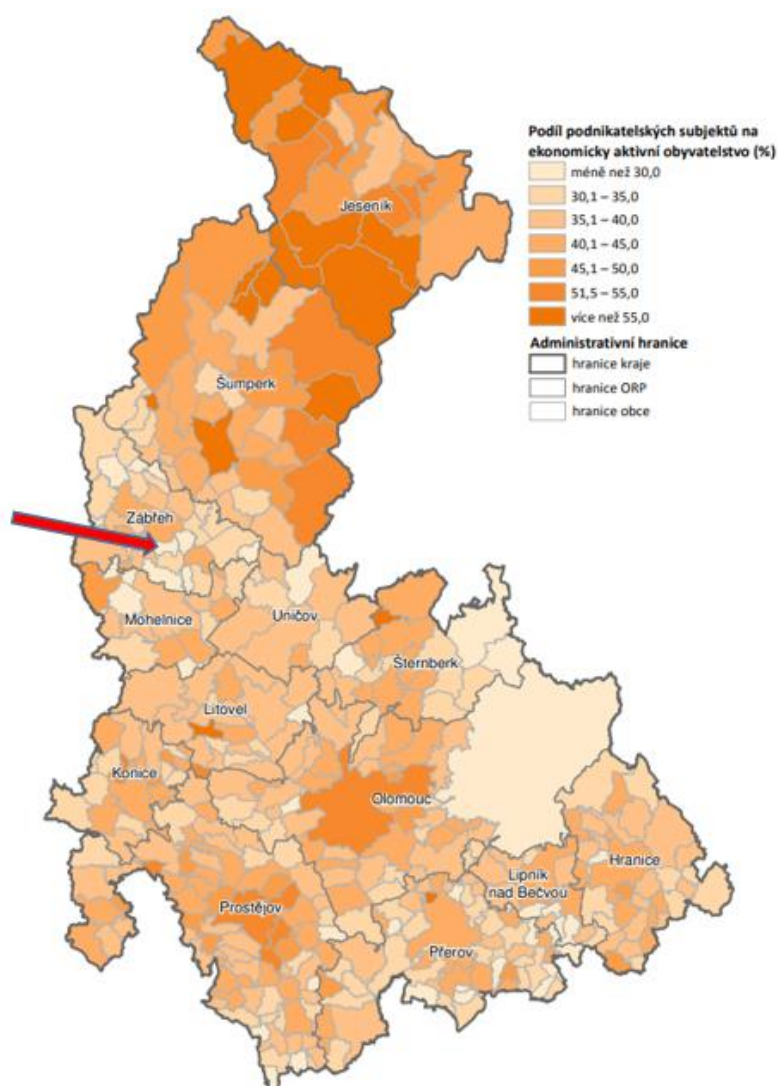 Podíl podnikatelských subjektů na
ekonomicky aktivní obyvatelstvo (%)
méně než 30,0
30,1 – 35,0
35,1 – 40,0
40,1 – 45,0
45,1 – 50,0
51,5 – 55,0
více než 55,0
Administrativní hranice
hranice kraje
hranice ORP
hranice obce
Jeseník
Šumperk
Zábřeh
Mohelnice
Uničov
Šternberk
Litovel
Konice
Olomouc
Hranice
Lipník
nad Bečvou
Prostějov
Přerov